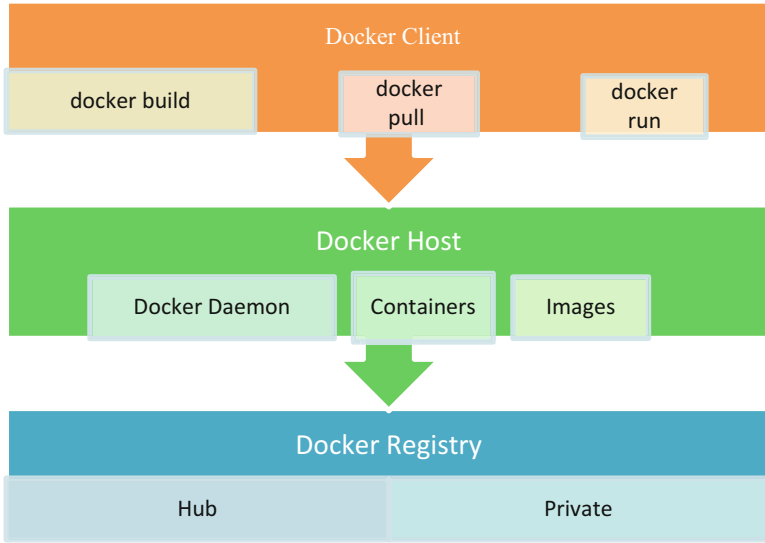 Docker Client
docker build
docker
pull
docker
run
Docker Host
Docker Daemon
Containers
Images
Docker Registry
Hub
Private